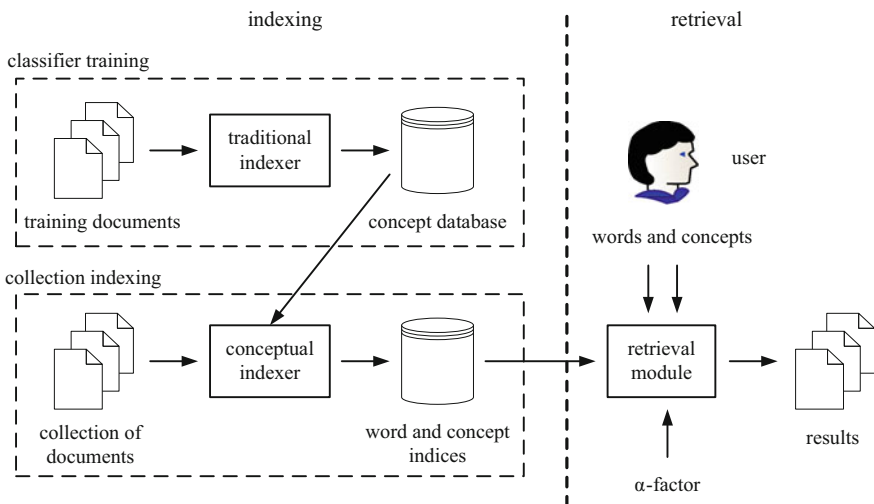 indexing
retrieval
classifier training
traditional
indexer
training documents
concept database
user
words and concepts
collection indexing
conceptual
indexer
retrieval
module
collection of
documents
word and concept
indices
results
α-factor